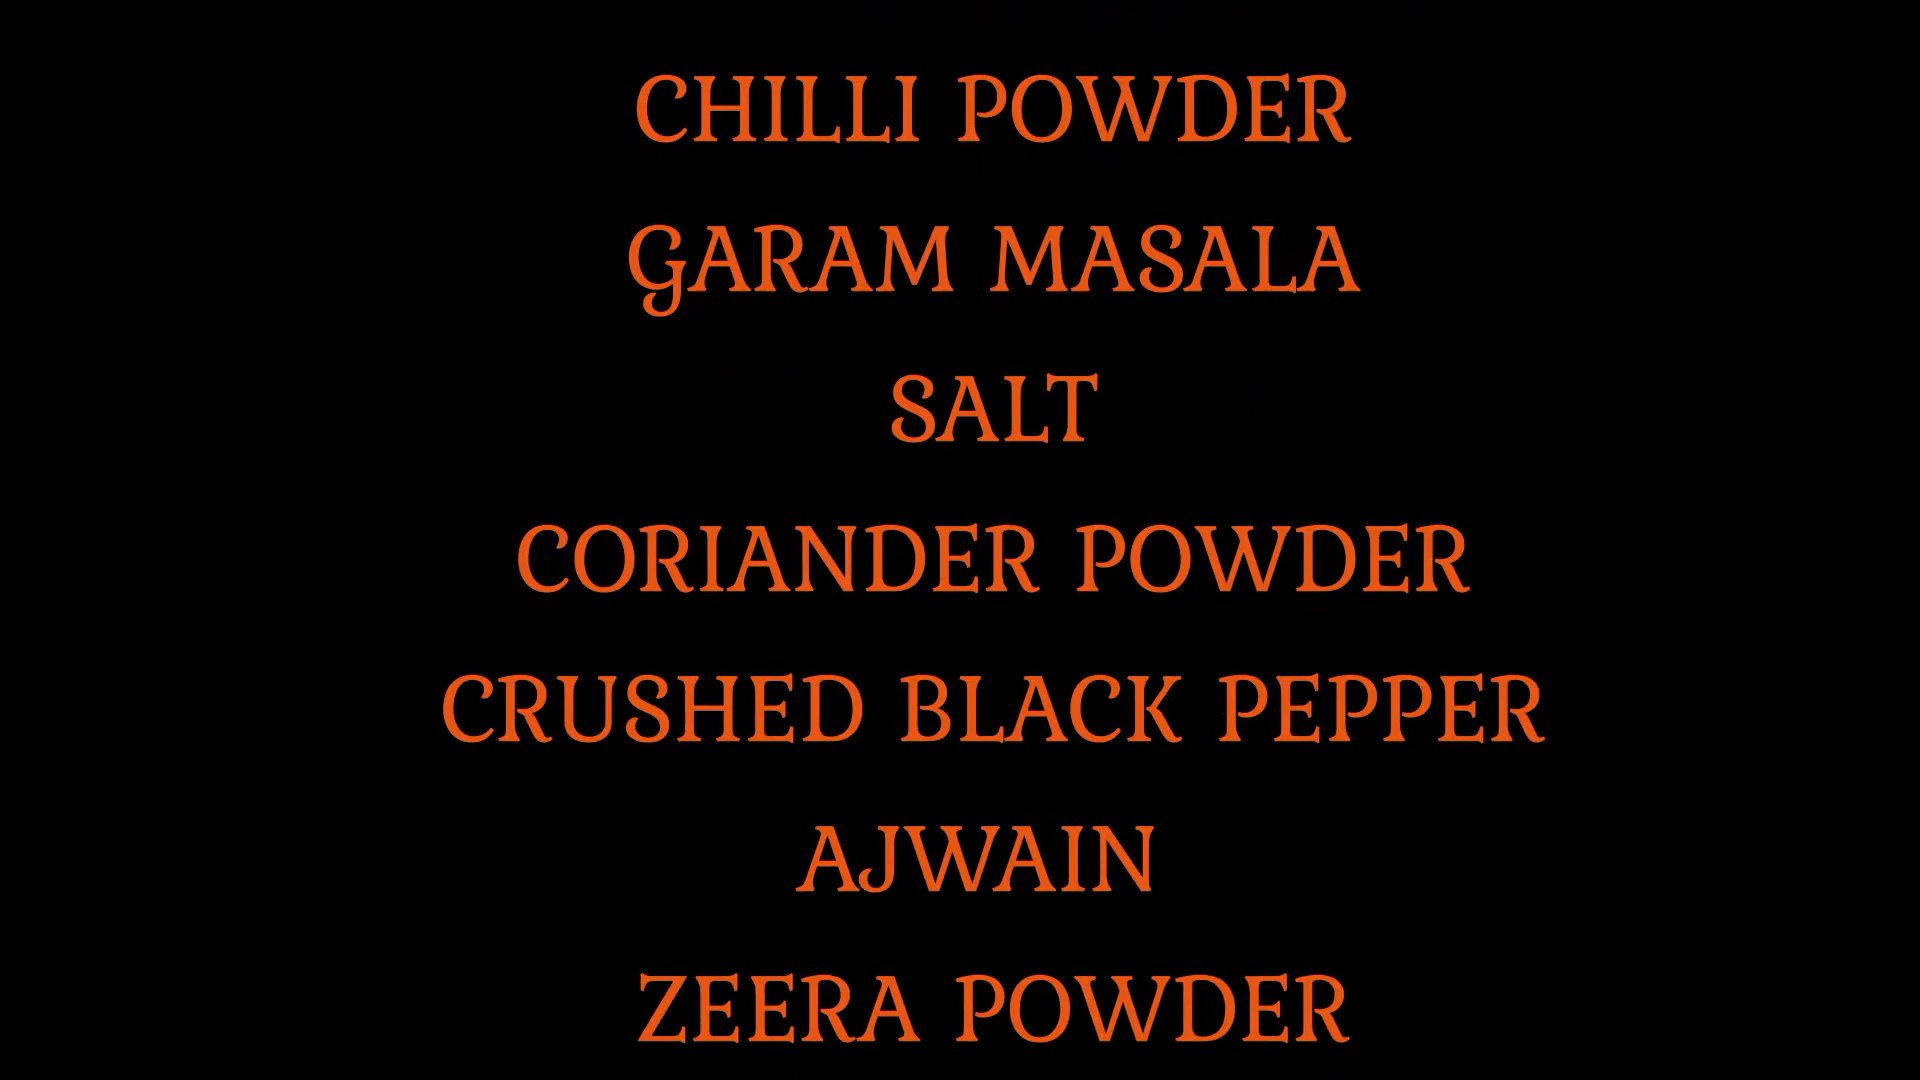 CHILLI POWDER
GARAM MASALA
SALT
CORIANDER POWDER
CRUSHED BLACK PEPPER
AJWAIN
ZEERA POWDER